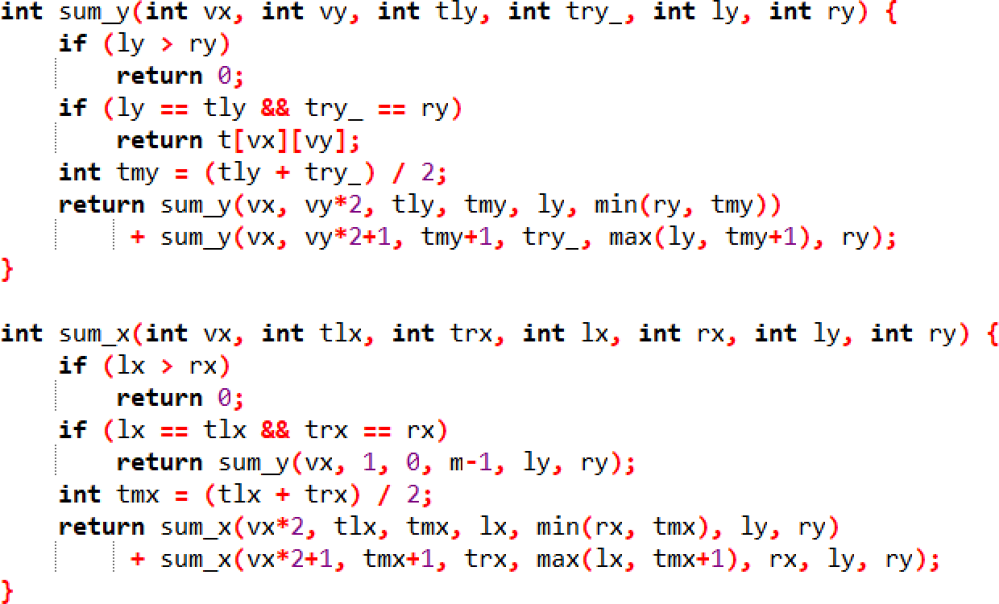 int sum_y(int vx, int vy, int tly, int try_, int ly, int ry) {
    if (ly > ry)
        return 0;
    if (ly == tly && try_ == ry)
        return t[vx][vy];
    int tmy = (tly + try_) / 2;
    return sum_y(vx, vy*2, tly, tmy, ly, min(ry, tmy))
         + sum_y(vx, vy*2+1, tmy+1, try_, max(ly, tmy+1), ry);
}

int sum_x(int vx, int tlx, int trx, int lx, int rx, int ly, int ry) {
    if (lx > rx)
        return 0;
    if (lx == tlx && trx == rx)
        return sum_y(vx, 1, 0, m-1, ly, ry);
    int tmx = (tlx + trx) / 2;
    return sum_x(vx*2, tlx, tmx, lx, min(rx, tmx), ly, ry)
         + sum_x(vx*2+1, tmx+1, trx, max(lx, tmx+1), rx, ly, ry);
}